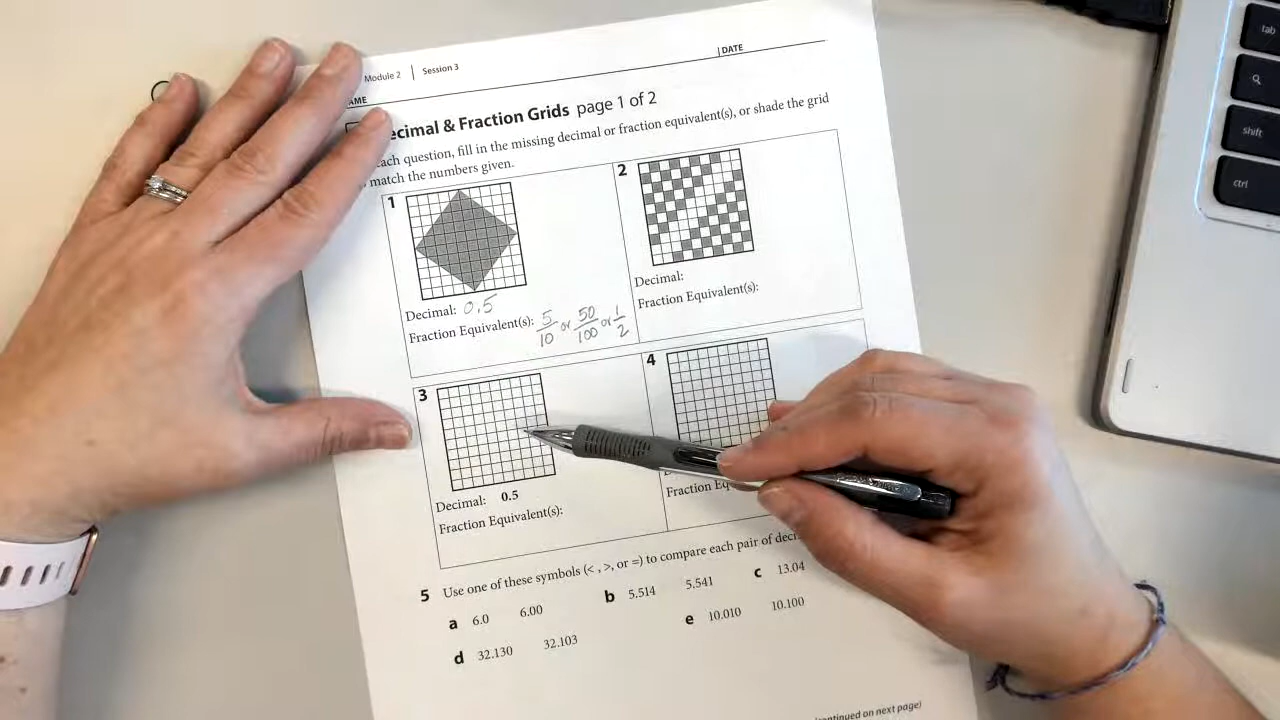 Module 2 | Session 3
DATE
AME
ecimal & Fraction Grids page 1 of 2
each question, fill in the missing decimal or fraction equivalent(s), or shade the grid
match the numbers given.
1
Decimal: 0.5
Fraction Equivalent(s): 5/10 or 50/100 or 1/2
2
Decimal:
Fraction Equivalent(s):
3
Decimal: 0.5
Fraction Equivalent(s):
4
Fraction Eq
5 Use one of these symbols (<, >, or =) to compare each pair of deci
a 6.0 6.00
b 5.514 5.541
c 13.04
d 32.130 32.103
e 10.010 10.100
continued on next page)
tab
shift
ctrl